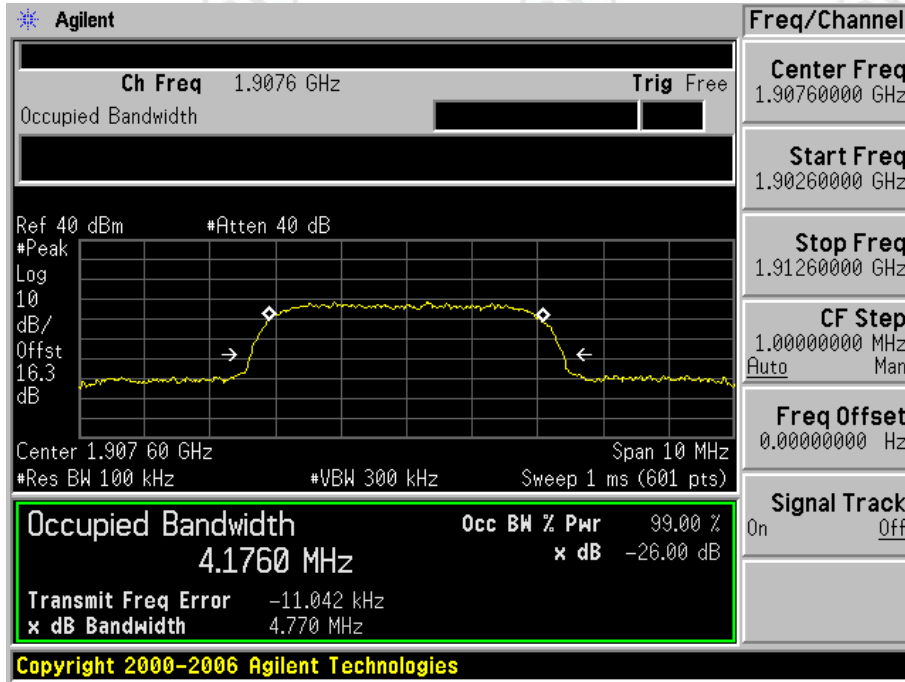 Agilent
Freq/Channel
Ch Freq 1.9076 GHz Trig Free
Occupied Bandwidth
Center Freq
1.90760000 GHz
Start Freq
1.90260000 GHz
Stop Freq
1.91260000 GHz
CF Step
1.00000000 MHz
Auto Man
Freq Offset
0.00000000 Hz
Signal Track
On Off
Ref 40 dBm #Atten 40 dB
#Peak
Log
10
dB/
Offst
16.3
dB
Center 1.907 60 GHz Span 10 MHz
#Res BW 100 kHz #VBW 300 kHz Sweep 1 ms (601 pts)
Occupied Bandwidth
4.1760 MHz
Occ BW % Pwr 99.00 %
x dB -26.00 dB
Transmit Freq Error -11.042 kHz
x dB Bandwidth 4.770 MHz
Copyright 2000-2006 Agilent Technologies